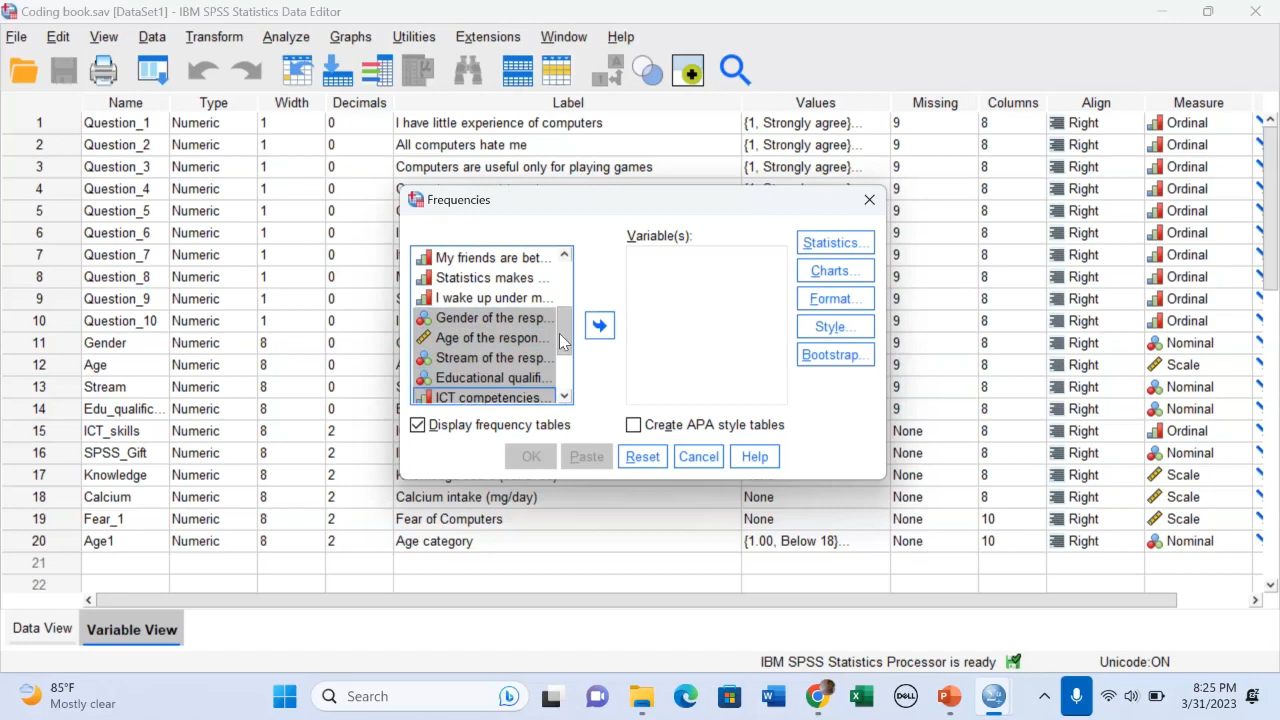 Coding book.sav [DataSet1] - IBM SPSS Statistics Data Editor
File Edit View Data Transform Analyze Graphs Utilities Extensions Window Help
Name Type Width Decimals Label Values Missing Columns Align Measure
1 Question_1 Numeric 1 0 I have little experience of computers {1, Strongly agree}... 9 8 Right Ordinal
2 Question_2 Numeric 1 0 All computers hate me {1, Strongly agree}... 9 8 Right Ordinal
3 Question_3 Numeric 1 0 Computers are useful only for playing games {1, Strongly agree}... 9 8 Right Ordinal
4 Question_4 Numeric 1 0 9 8 Right Ordinal
5 Question_5 Numeric 1 0 9 8 Right Ordinal
6 Question_6 Numeric 1 0 9 8 Right Ordinal
7 Question_7 Numeric 1 0 9 8 Right Ordinal
8 Question_8 Numeric 1 0 9 8 Right Ordinal
9 Question_9 Numeric 1 0 9 8 Right Ordinal
10 Question_10 Numeric 1 0 9 8 Right Ordinal
11 Gender Numeric 8 0 9 8 Right Nominal
12 Age Numeric 8 0 9 8 Right Scale
13 Stream Numeric 8 0 9 8 Right Nominal
14 Edu_qualific... Numeric 8 0 9 8 Right Nominal
15 ICT_skills Numeric 8 2 None 8 Right Ordinal
16 SPSS_Gift Numeric 8 2 None 8 Right Nominal
17 Knowledge Numeric 8 2 None 8 Right Scale
18 Calcium Numeric 8 2 Calcium intake (mg/day) None None 8 Right Scale
19 Fear_1 Numeric 8 2 Fear of Computers None None 10 Right Scale
20 Age1 Numeric 8 2 Age category {1.00, Below 18}... None 10 Right Nominal
21
22
Frequencies
Variable(s):
My friends are bet...
Statistics makes ...
I wake up under m...
Gender of the resp...
Age of the respon...
Stream of the resp...
Educational qualifi...
ICT competencies...
Statistics...
Charts...
Format...
Style...
Bootstrap...
Display frequency tables Create APA style tables
OK Paste Reset Cancel Help
Data View Variable View
IBM SPSS Statistics Processor is ready Unicode:ON
85°F
Mostly clear
Search
DELL
8:25 PM
3/31/2023